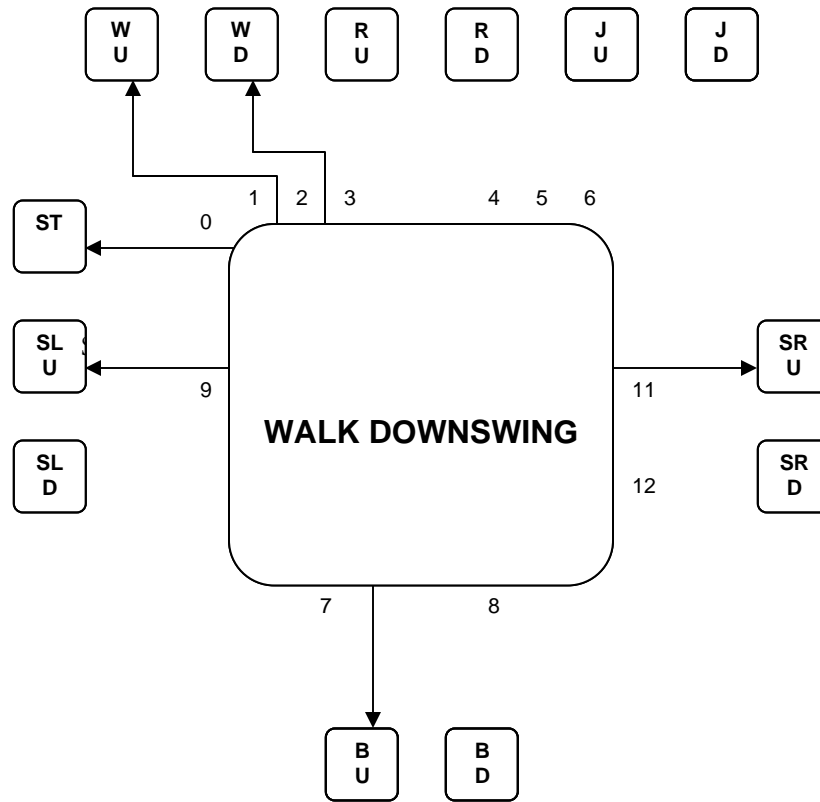 W W R R J J
U D U D U D
1 2 3 4 5 6
ST 0
SL SR
U U
9 11
WALK DOWNSWING
SL SR
D D
12
7 8
B B
U D